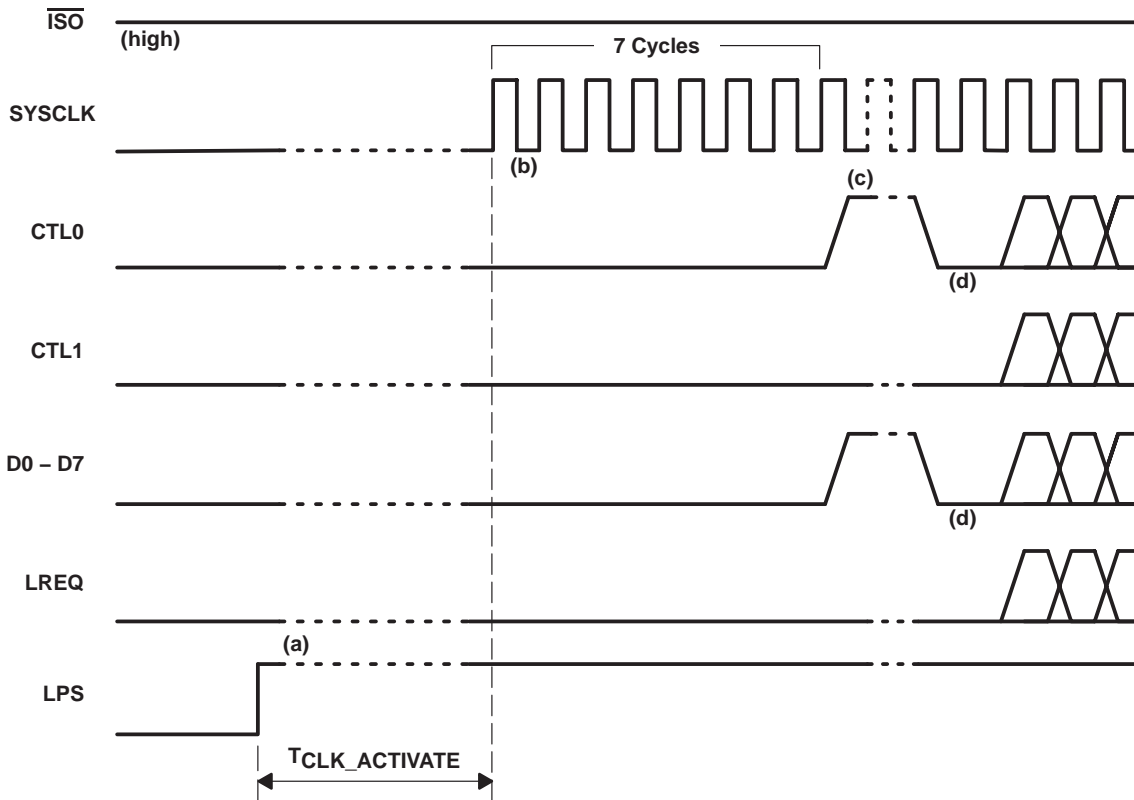 ISO
(high)
7 Cycles
SYSCLK
(b)
(c)
CTL0
(d)
CTL1
D0 – D7
(d)
LREQ
(a)
LPS
TCLK_ACTIVATE